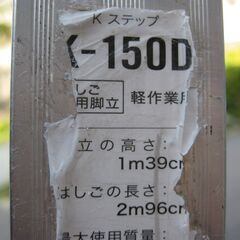 Kステップ
K-150D
はしご
用脚立 軽作業用
立の高さ：
1m39cm
はしごの長さ：
2m96cm
最大使用質量：